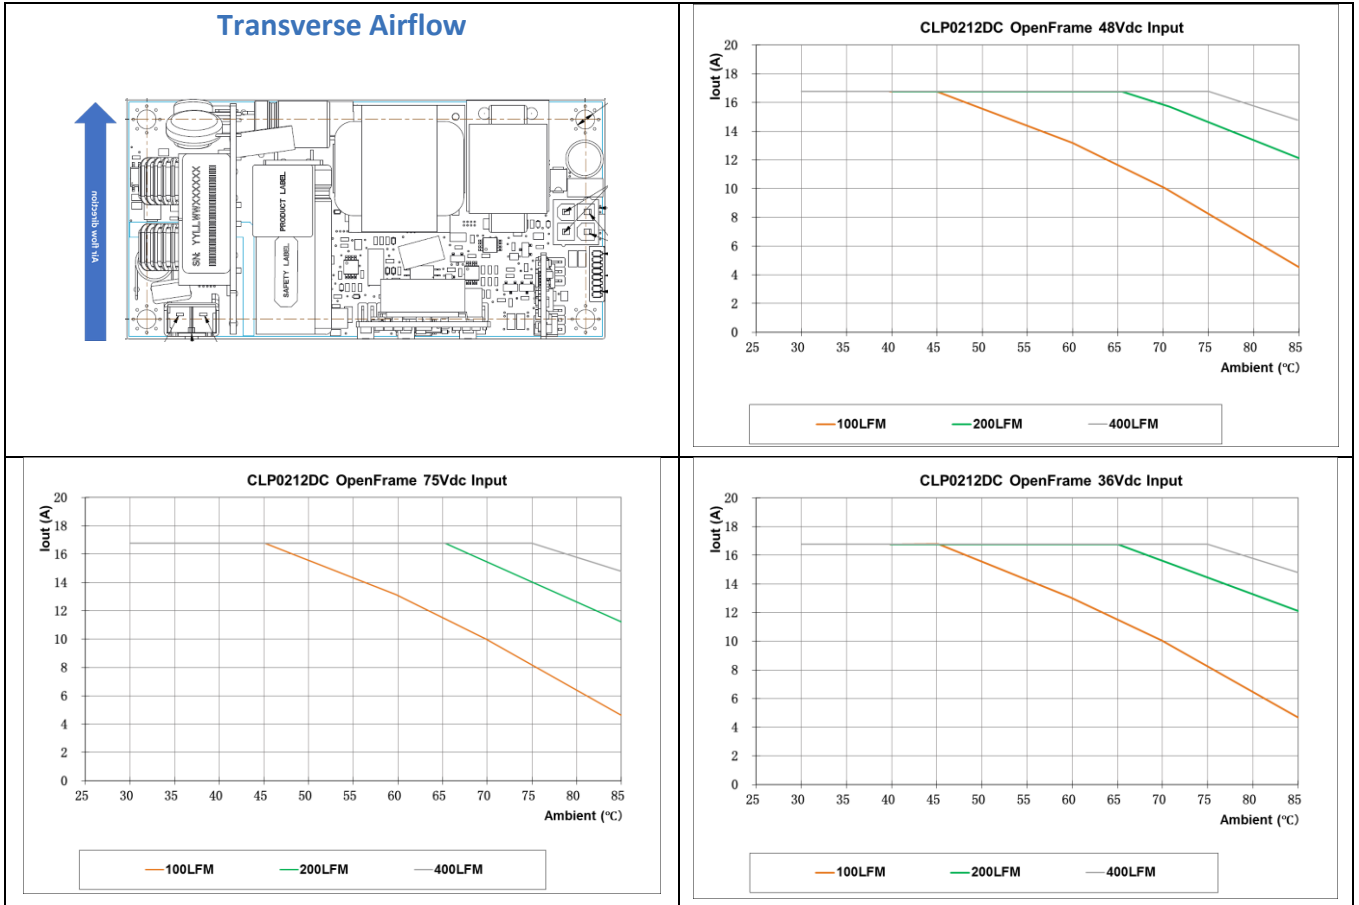 Transverse Airflow
Air flow direction
SN: YYLLWWXXXXXX
PRODUCT LABEL
SAFETY LABEL
CLP0212DC OpenFrame 48Vdc Input
Iout (A)
20
18
16
14
12
10
8
6
4
2
0
25 30 35 40 45 50 55 60 65 70 75 80 85
Ambient (℃)
100LFM 200LFM 400LFM
CLP0212DC OpenFrame 75Vdc Input
Iout (A)
20
18
16
14
12
10
8
6
4
2
0
25 30 35 40 45 50 55 60 65 70 75 80 85
Ambient (℃)
100LFM 200LFM 400LFM
CLP0212DC OpenFrame 36Vdc Input
Iout (A)
20
18
16
14
12
10
8
6
4
2
0
25 30 35 40 45 50 55 60 65 70 75 80 85
Ambient (℃)
100LFM 200LFM 400LFM